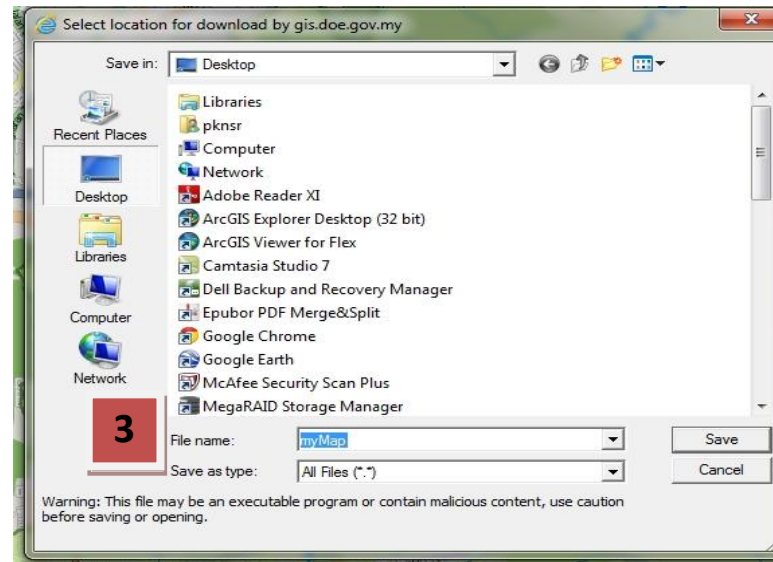 Select location for download by gis.doe.gov.my
Save in:
Desktop
Recent Places
Desktop
Libraries
Computer
Network
Libraries
pknsr
Computer
Network
Adobe Reader XI
ArcGIS Explorer Desktop (32 bit)
ArcGIS Viewer for Flex
Camtasia Studio 7
Dell Backup and Recovery Manager
Epubor PDF Merge&Split
Google Chrome
Google Earth
McAfee Security Scan Plus
MegaRAID Storage Manager
3
File name:
myMap
Save
Save as type:
All Files (*.*)
Cancel
Warning: This file may be an executable program or contain malicious content, use caution
before saving or opening.